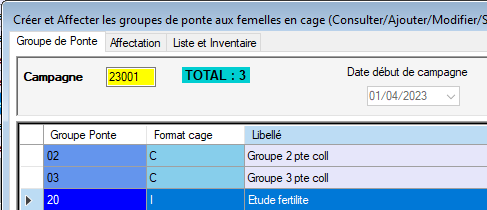 Créer et Affecter les groupes de ponte aux femelles en cage (Consulter/Ajouter/Modifier/S
Groupe de Ponte Affectation Liste et Inventaire
Campagne 23001 TOTAL : 3 Date début de campagne
01/04/2023
Groupe Ponte Format cage Libellé
02 C Groupe 2 pte coll
03 C Groupe 3 pte coll
20 I Etude fertilite